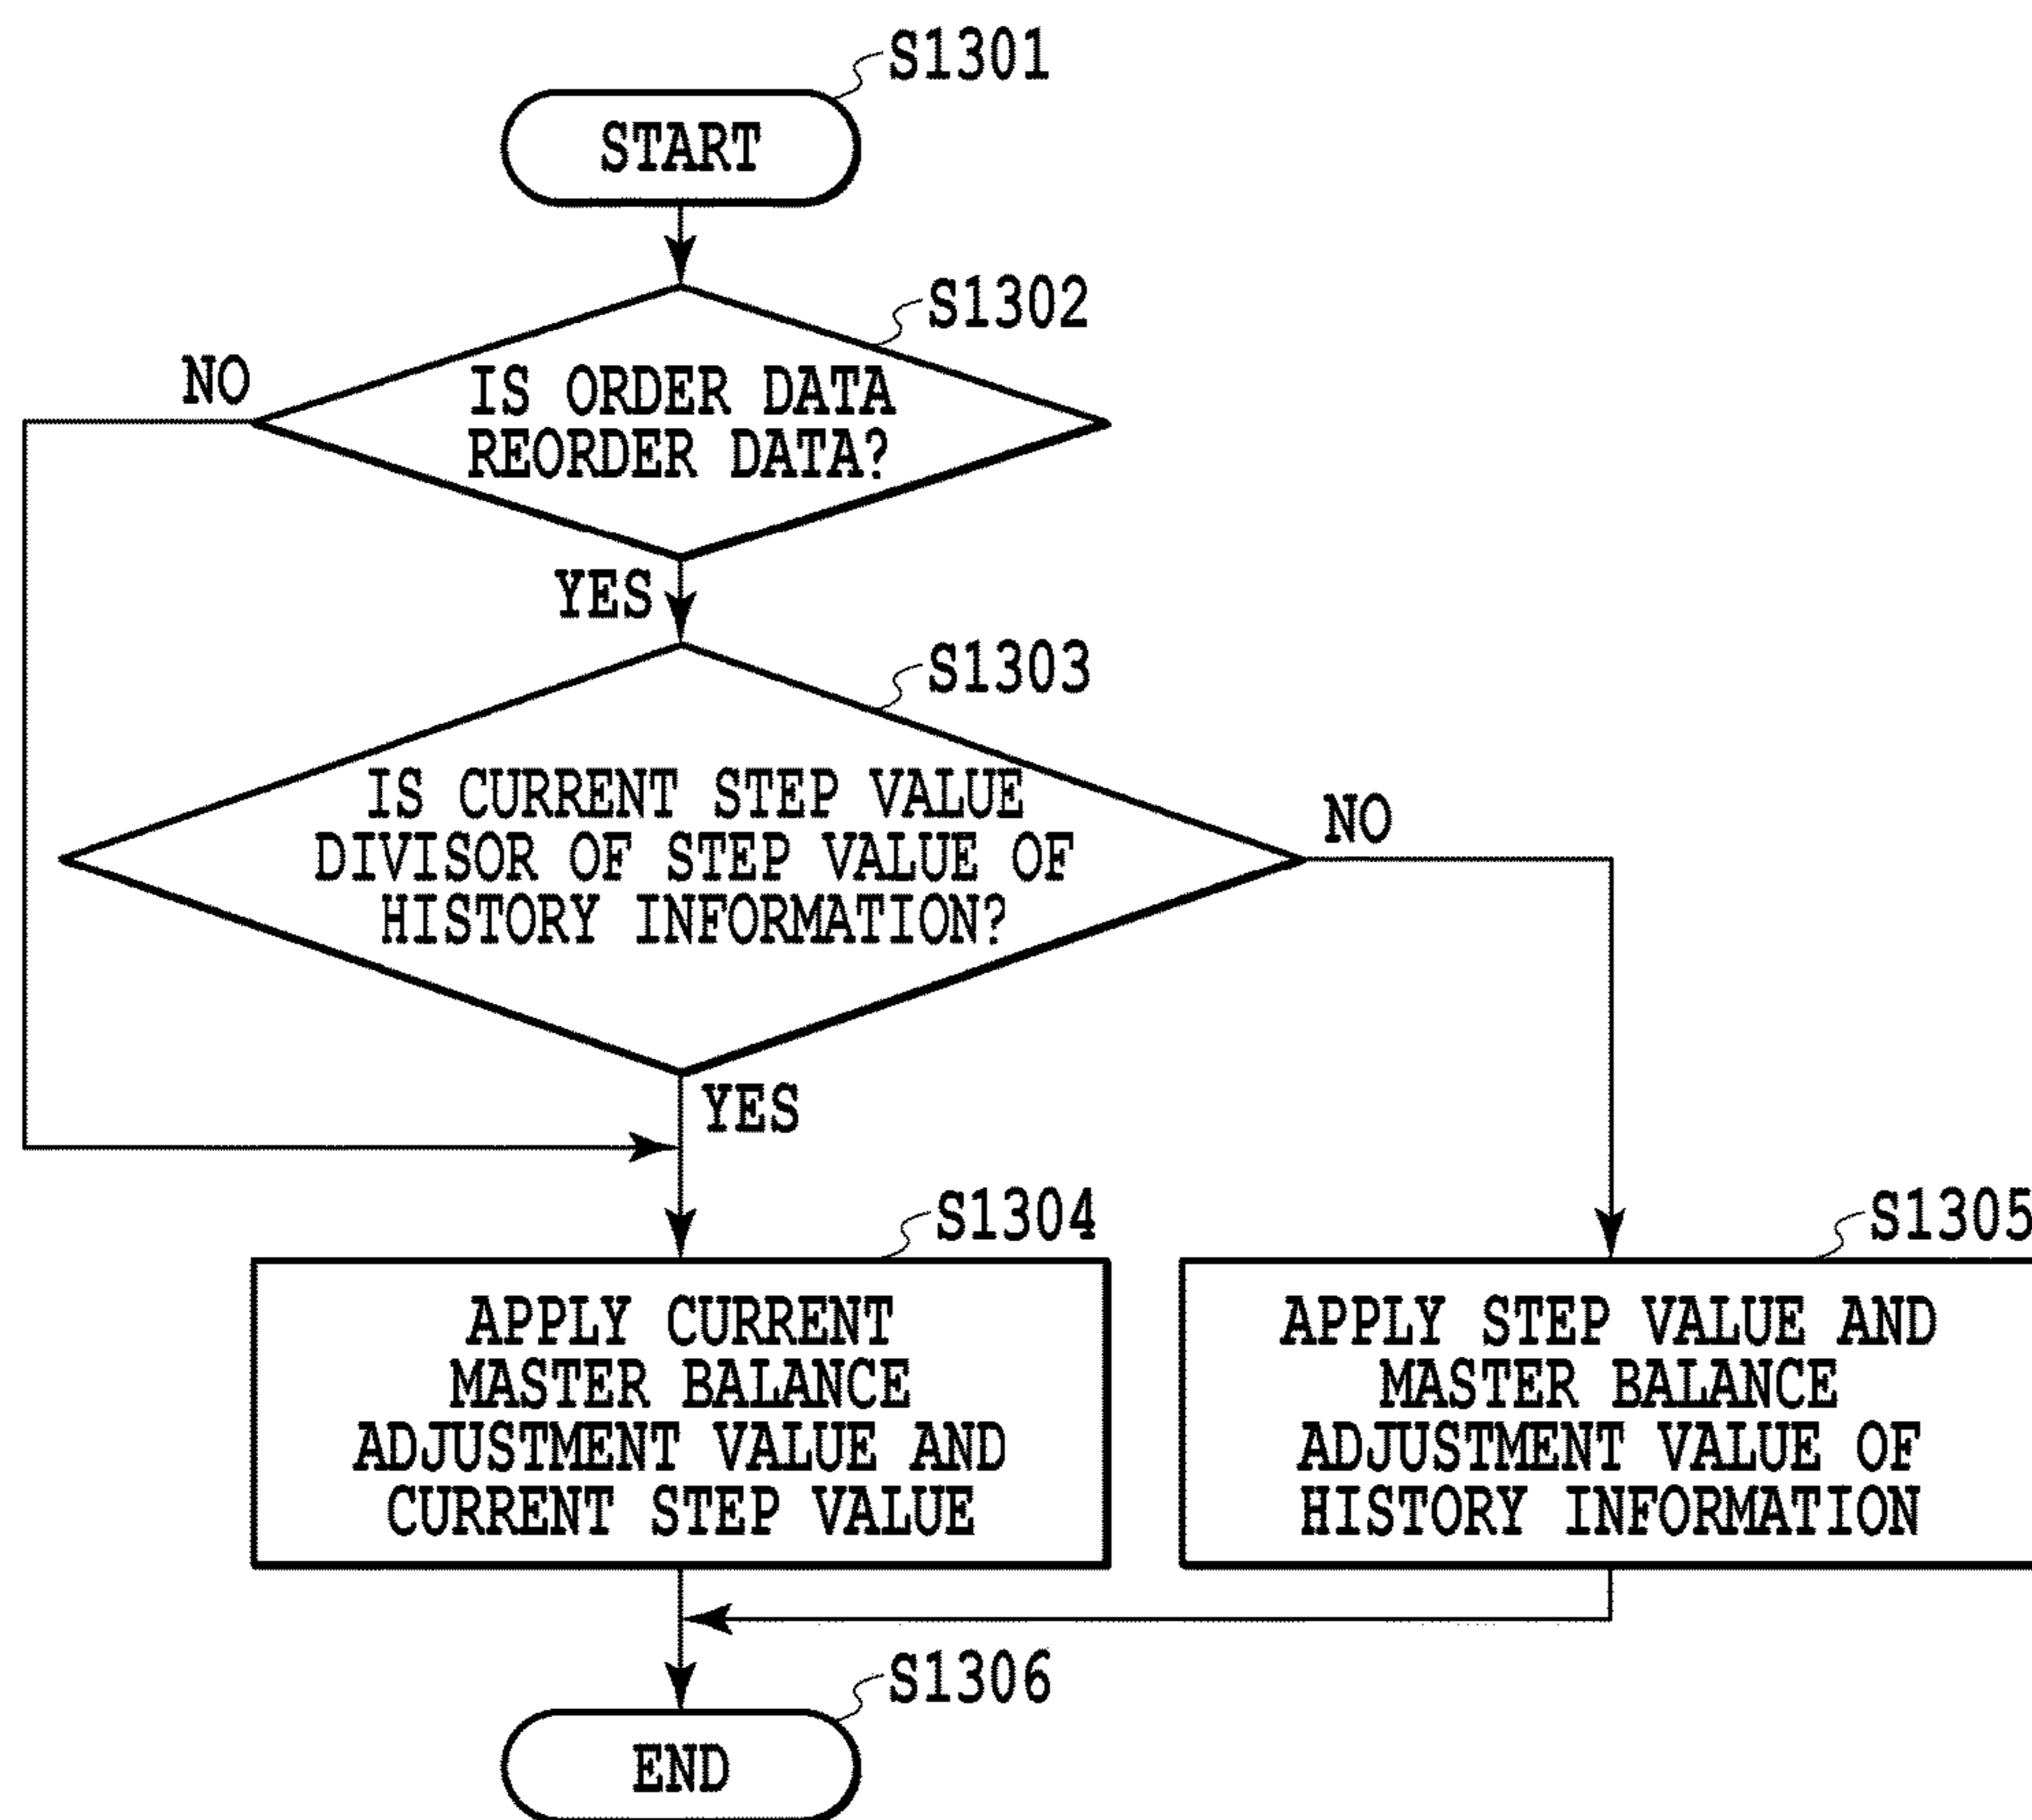 S1301
START
S1302
NO
IS ORDER DATA
REORDER DATA?
YES
S1303
IS CURRENT STEP VALUE
DIVISOR OF STEP VALUE OF
HISTORY INFORMATION?
NO
YES
S1304
APPLY CURRENT
MASTER BALANCE
ADJUSTMENT VALUE AND
CURRENT STEP VALUE
S1305
APPLY STEP VALUE AND
MASTER BALANCE
ADJUSTMENT VALUE OF
HISTORY INFORMATION
S1306
END